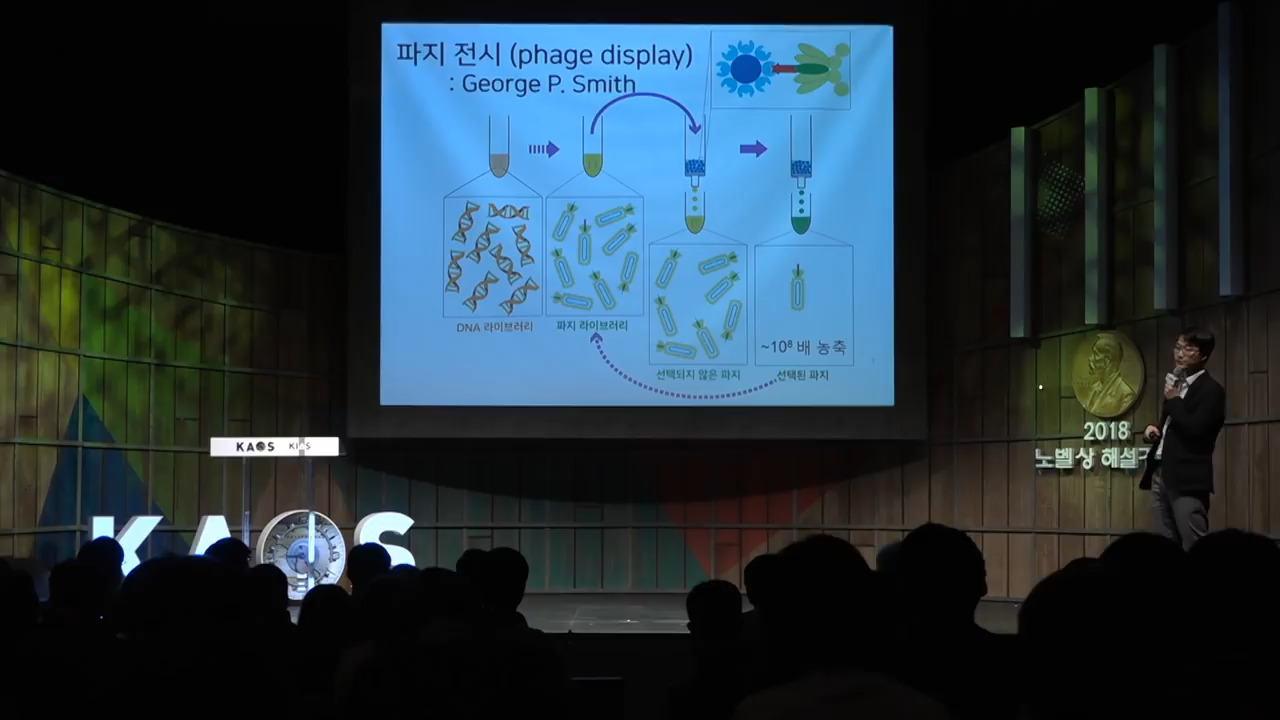 파지 전시 (phage display)
: George P. Smith
DNA 라이브러리
파지 라이브러리
선택되지 않은 파지
~10⁸ 배 농축
선택된 파지
KAOS KIAS
2018
노벨상 해설
KAOS